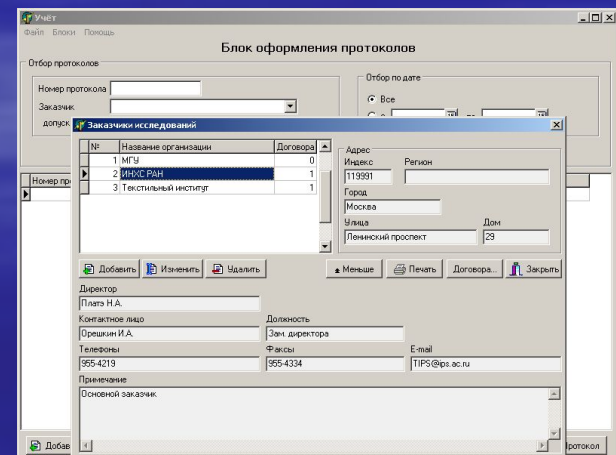 Учёт
Файл Блоки Помощь
Блок оформления протоколов
Отбор протоколов
Номер протокола
Заказчик
допуск
Отбор по дате
Все
с по
Номер
Заказчики исследований
№ Название организации Договора
1 МГУ 0
2 ИНХС РАН 1
3 Текстильный институт 1
Адрес
Индекс Регион
119991
Город
Москва
Улица Дом
Ленинский проспект 29
Добавить Изменить Удалить Меньше Печать Договора... Закрыть
Директор
Платэ Н.А.
Контактное лицо Должность
Орешкин И.А. Зам. директора
Телефоны Факсы E-mail
955-4219 955-4334 TIPS@ips.ac.ru
Примечание
Основной заказчик
Добав
протокол